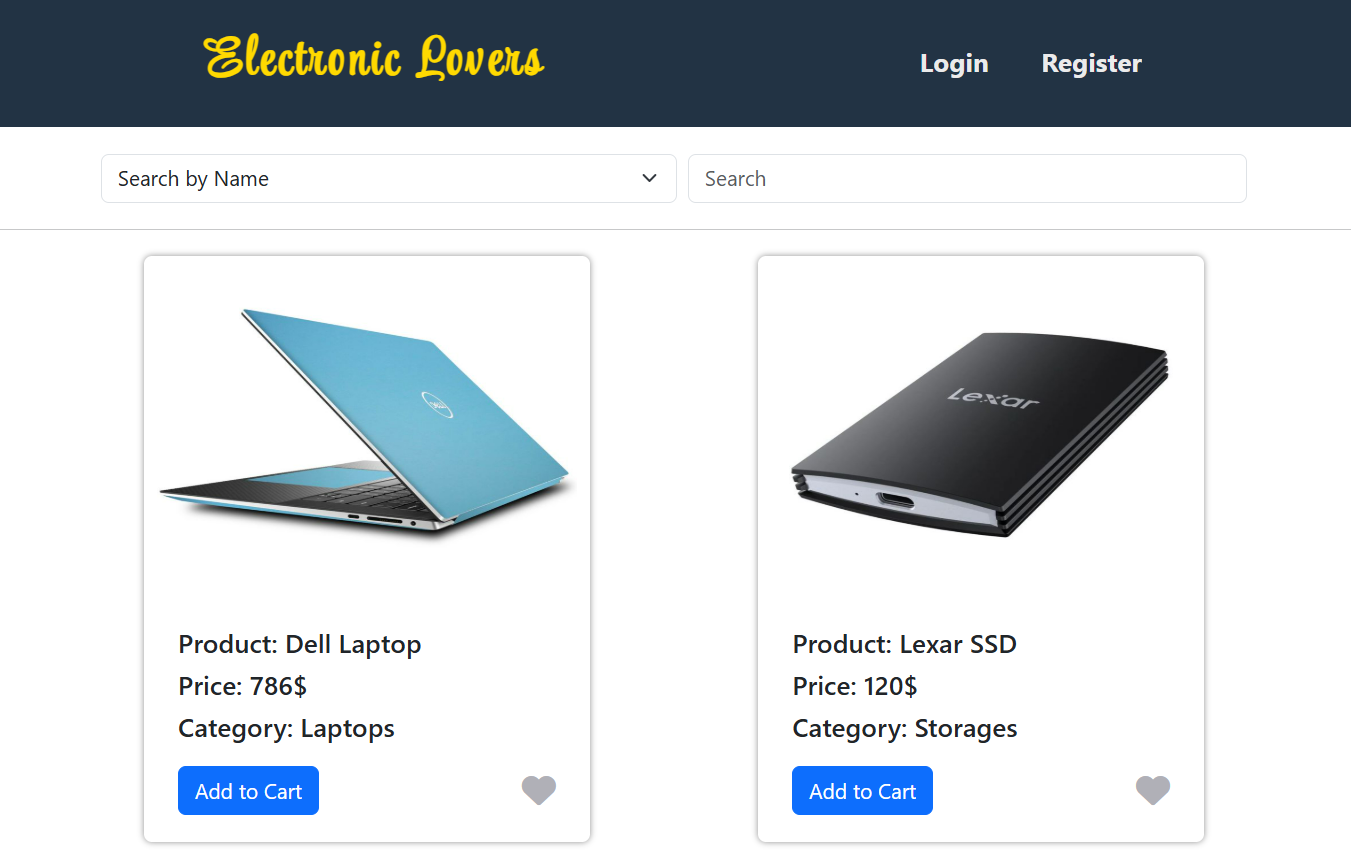 Electronic Lovers
Login Register
Search by Name
Search
DELL
Lexar
Product: Dell Laptop
Price: 786$
Category: Laptops
Add to Cart
Product: Lexar SSD
Price: 120$
Category: Storages
Add to Cart